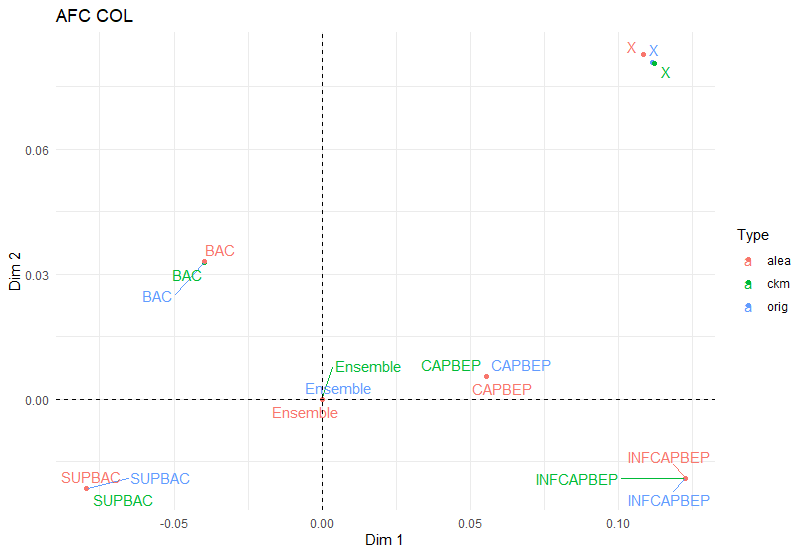 AFC COL
X X
X
0.06
BAC
BAC
0.03
BAC
Dim 2
Type
a alea
a ckm
a orig
Ensemble
CAPBEP CAPBEP
Ensemble
CAPBEP
0.00
Ensemble
INFCAPBEP
SUPBAC SUPBAC
INFCAPBEP
SUPBAC
INFCAPBEP
-0.05 0.00 0.05 0.10
Dim 1